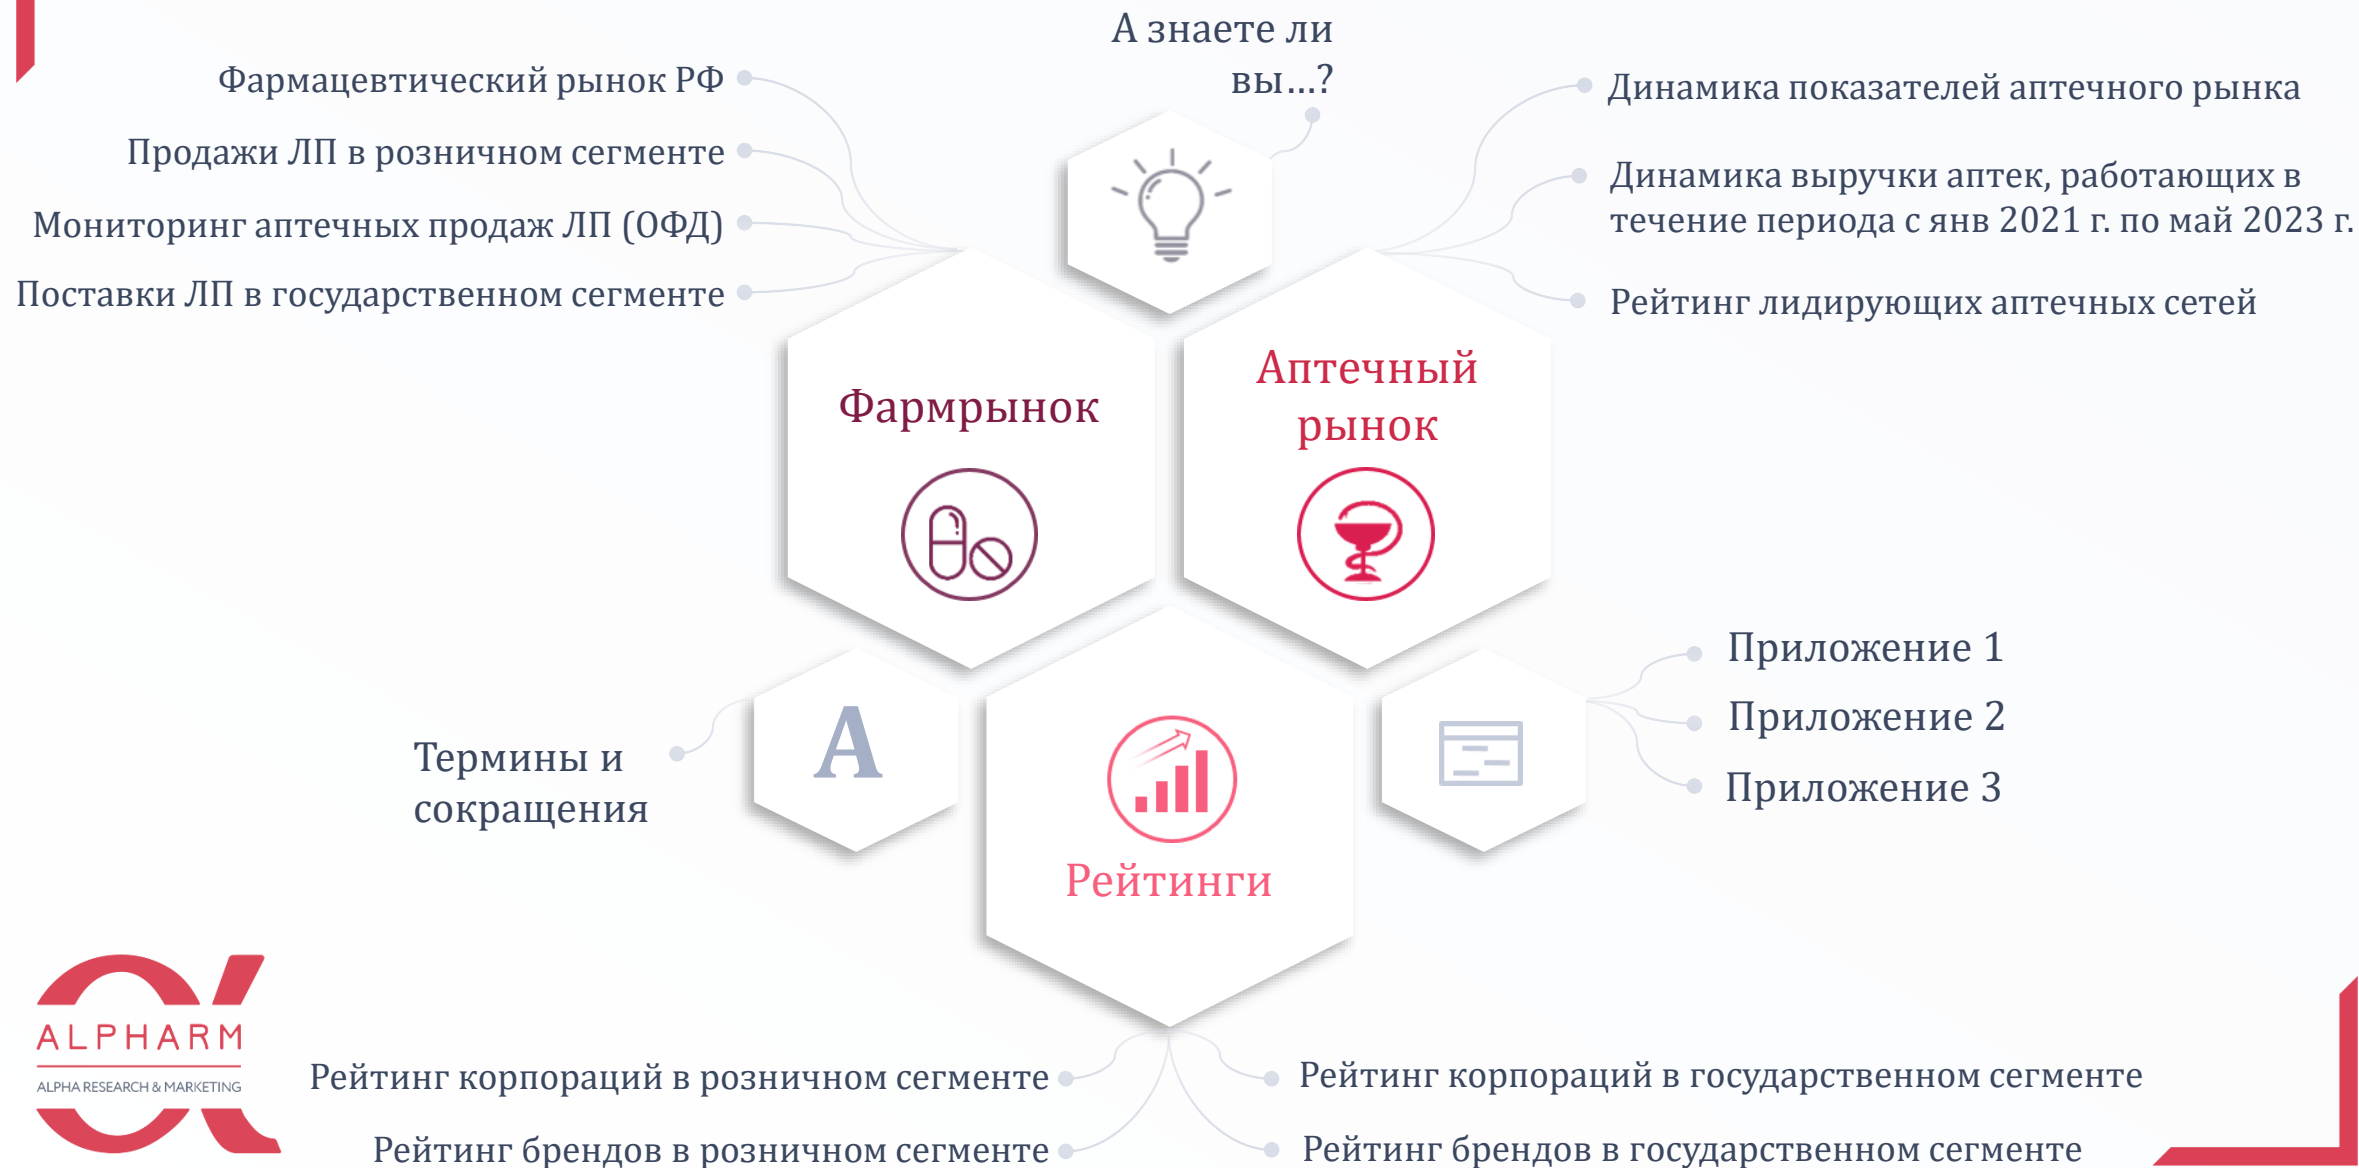 А знаете ли
вы...?
Фармацевтический рынок РФ
Продажи ЛП в розничном сегменте
Мониторинг аптечных продаж ЛП (ОФД)
Поставки ЛП в государственном сегменте
Динамика показателей аптечного рынка
Динамика выручки аптек, работающих в
течение периода с янв 2021 г. по май 2023 г.
Рейтинг лидирующих аптечных сетей
Фармрынок
Аптечный
рынок
Термины и
сокращения
А
Рейтинги
Приложение 1
Приложение 2
Приложение 3
ALPHARM
ALPHA RESEARCH & MARKETING
Рейтинг корпораций в розничном сегменте
Рейтинг брендов в розничном сегменте
Рейтинг корпораций в государственном сегменте
Рейтинг брендов в государственном сегменте